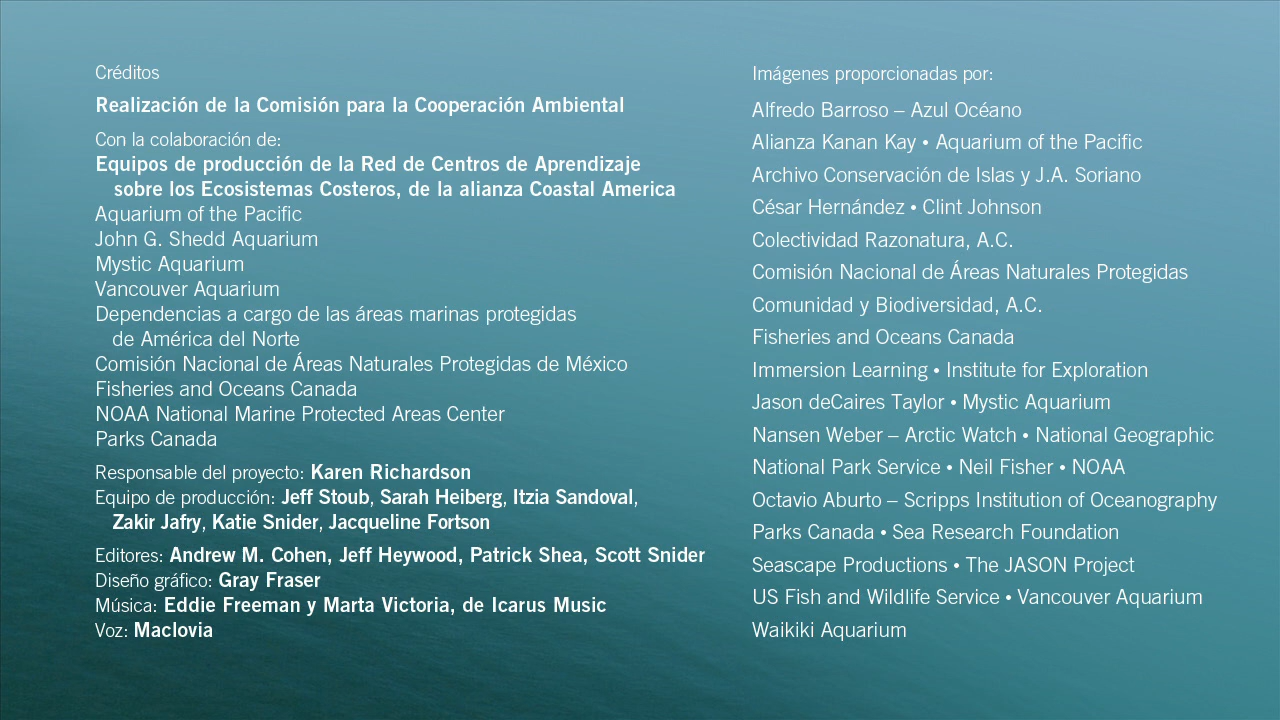 Créditos
Realización de la Comisión para la Cooperación Ambiental
Con la colaboración de:
Equipos de producción de la Red de Centros de Aprendizaje
sobre los Ecosistemas Costeros, de la alianza Coastal America
Aquarium of the Pacific
John G. Shedd Aquarium
Mystic Aquarium
Vancouver Aquarium
Dependencias a cargo de las áreas marinas protegidas
de América del Norte
Comisión Nacional de Áreas Naturales Protegidas de México
Fisheries and Oceans Canada
NOAA National Marine Protected Areas Center
Parks Canada
Responsable del proyecto: Karen Richardson
Equipo de producción: Jeff Stoub, Sarah Heiberg, Itzia Sandoval,
Zakir Jafry, Katie Snider, Jacqueline Fortson
Editores: Andrew M. Cohen, Jeff Heywood, Patrick Shea, Scott Snider
Diseño gráfico: Gray Fraser
Música: Eddie Freeman y Marta Victoria, de Icarus Music
Voz: Maclovia
Imágenes proporcionadas por:
Alfredo Barroso – Azul Océano
Alianza Kanan Kay • Aquarium of the Pacific
Archivo Conservación de Islas y J.A. Soriano
César Hernández • Clint Johnson
Colectividad Razonatura, A.C.
Comisión Nacional de Áreas Naturales Protegidas
Comunidad y Biodiversidad, A.C.
Fisheries and Oceans Canada
Immersion Learning • Institute for Exploration
Jason deCaires Taylor • Mystic Aquarium
Nansen Weber – Arctic Watch • National Geographic
National Park Service • Neil Fisher • NOAA
Octavio Aburto – Scripps Institution of Oceanography
Parks Canada • Sea Research Foundation
Seascape Productions • The JASON Project
US Fish and Wildlife Service • Vancouver Aquarium
Waikiki Aquarium